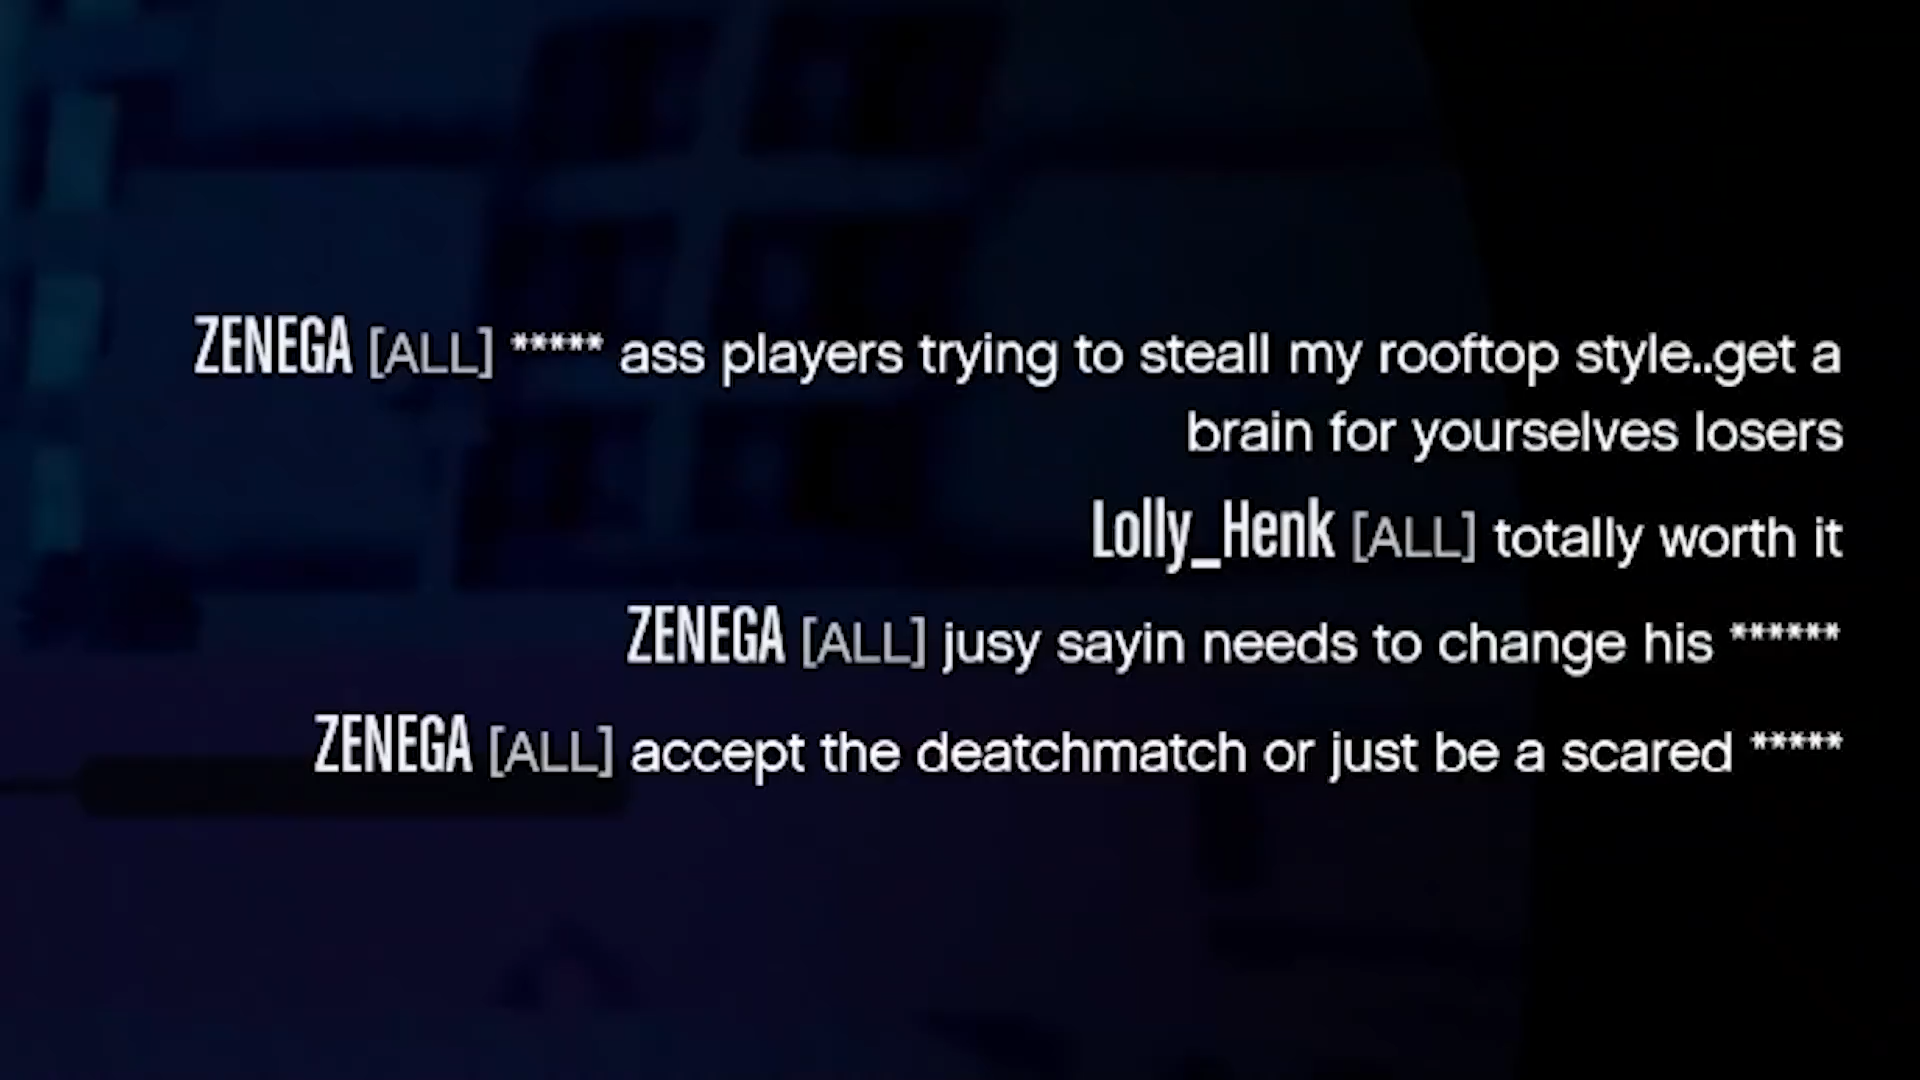 ZENEGA [ALL] ***** ass players trying to steall my rooftop style..get a
brain for yourselves losers
Lolly_Henk [ALL] totally worth it
ZENEGA [ALL] jusy sayin needs to change his ******
ZENEGA [ALL] accept the deatchmatch or just be a scared *****